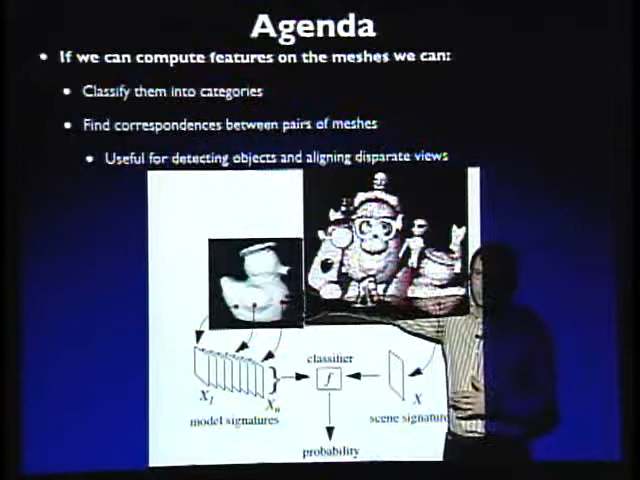 Agenda
• If we can compute features on the meshes we can:
• Classify them into categories
• Find correspondences between pairs of meshes
• Useful for detecting objects and aligning disparate views
classifier
f
X1
Xn
X
model signatures
scene signature
probability